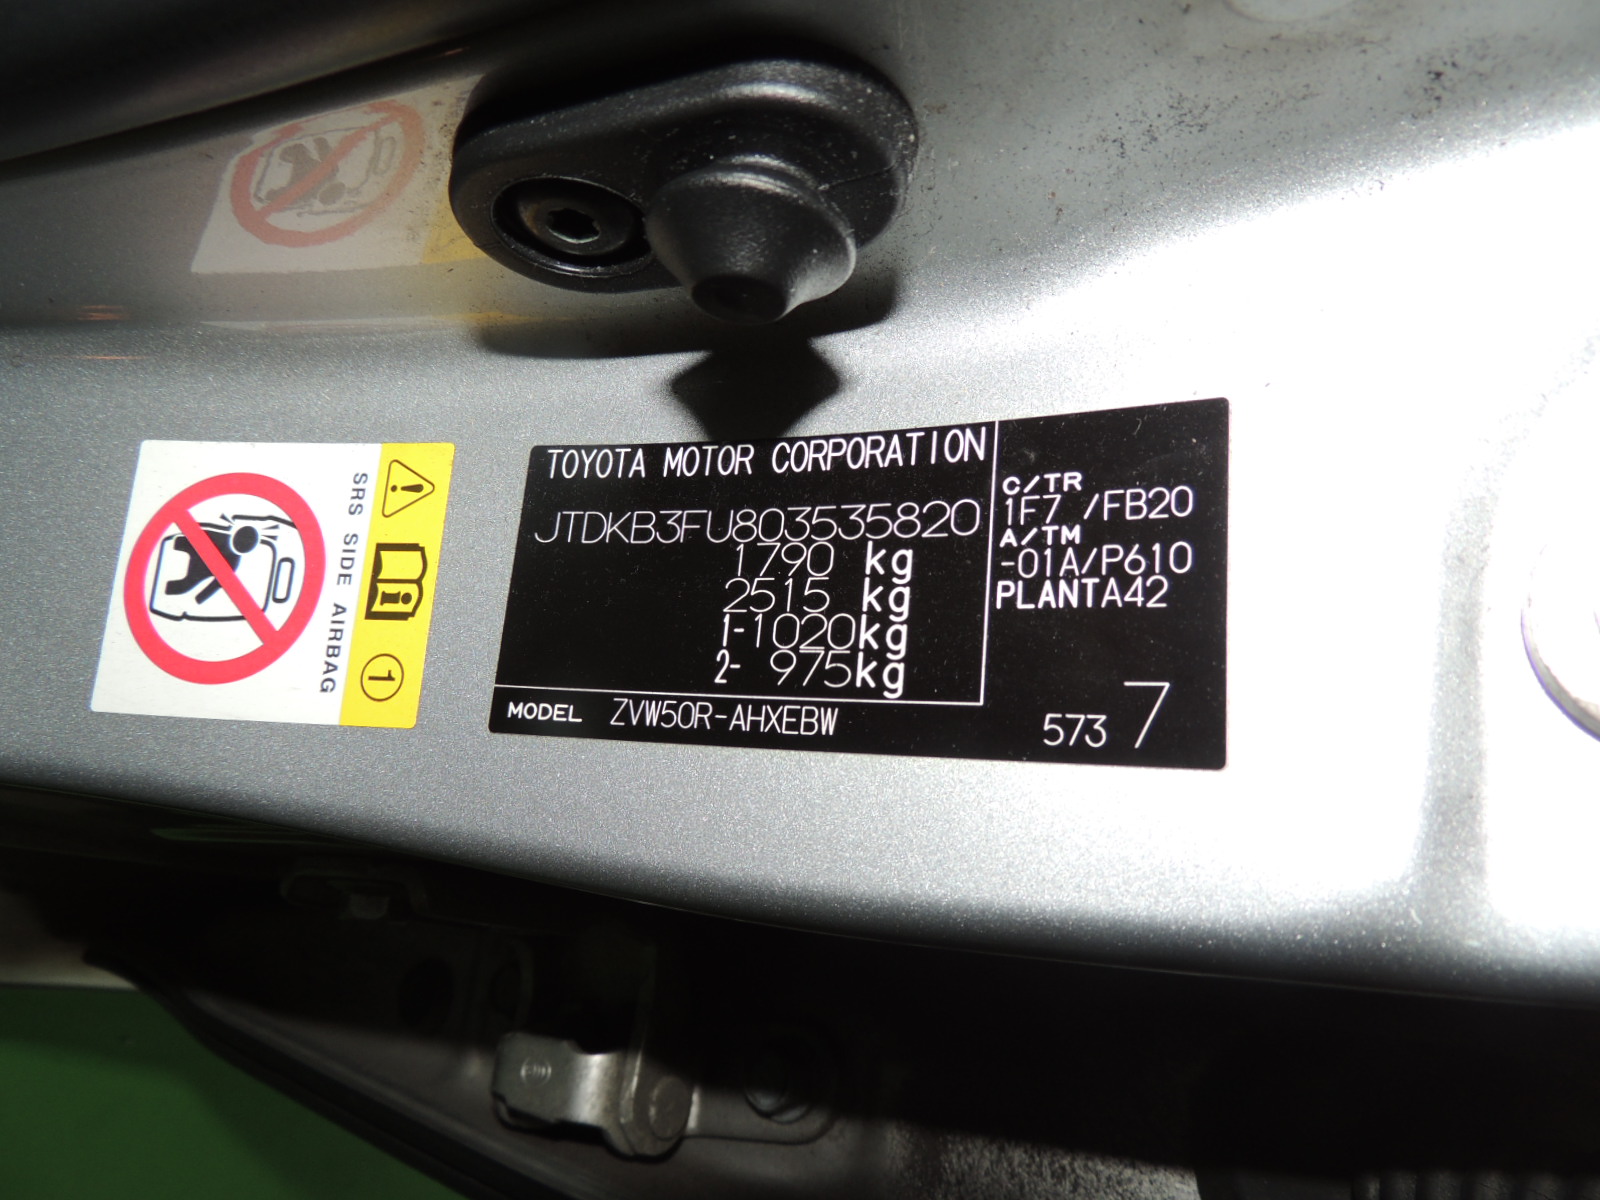 SRS SIDE AIRBAG
1
TOYOTA MOTOR CORPORATION
JTDKB3FU803535820
1790 kg
2515 kg
1-1020kg
2- 975kg
MODEL ZVW50R-AHXEBW
C/TR
1F7 /FB20
A/TM
-01A/P610
PLANTA42
573 7